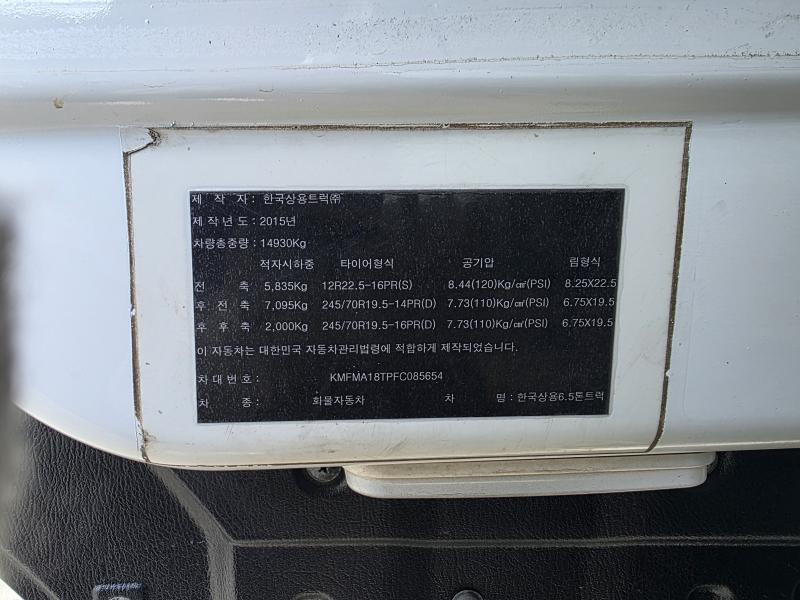 제 작 자 : 한국상용트럭㈜
제 작 년 도 : 2015년
차량총중량 : 14930Kg
적차시하중 타이어형식 공기압 림형식
전 축 5,835Kg 12R22.5-16PR(S) 8.44(120)Kg/㎠(PSI) 8.25X22.5
후 전 축 7,095Kg 245/70R19.5-14PR(D) 7.73(110)Kg/㎠(PSI) 6.75X19.5
후 후 축 2,000Kg 245/70R19.5-16PR(D) 7.73(110)Kg/㎠(PSI) 6.75X19.5
이 자동차는 대한민국 자동차관리법령에 적합하게 제작되었습니다.
차 대 번 호 : KMFMA18TPFC085654
차 종 : 화물자동차 차 명 : 한국상용6.5톤트럭